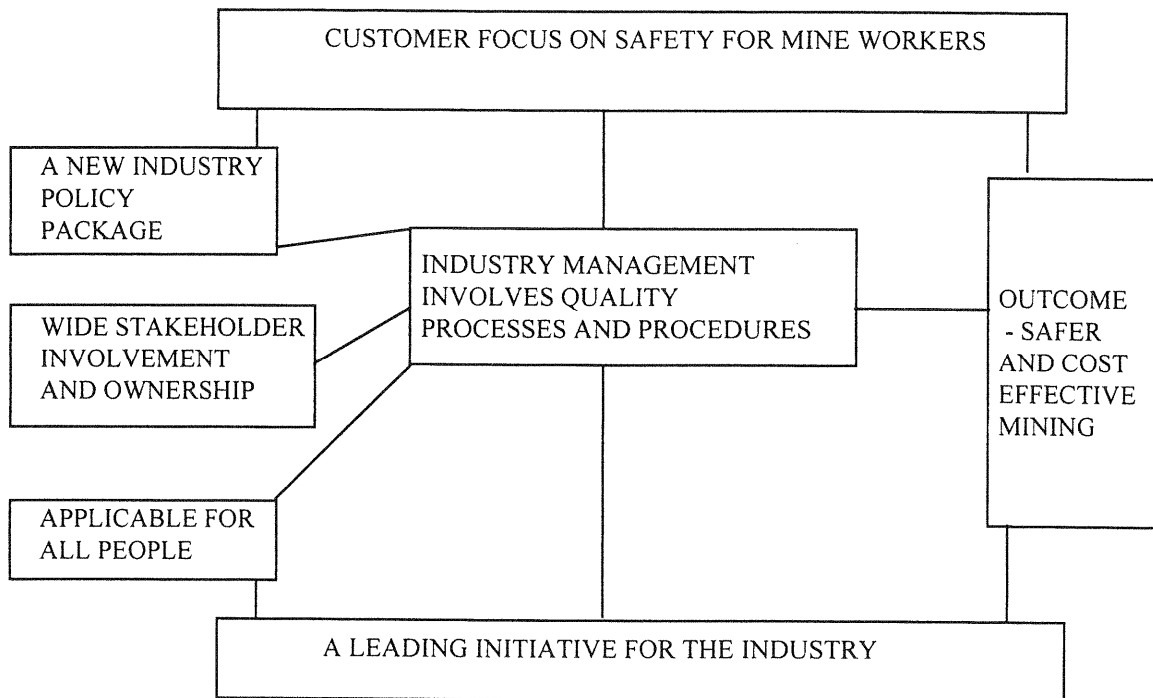 CUSTOMER FOCUS ON SAFETY FOR MINE WORKERS
A NEW INDUSTRY
POLICY
PACKAGE
INDUSTRY MANAGEMENT
INVOLVES QUALITY
PROCESSES AND PROCEDURES
WIDE STAKEHOLDER
INVOLVEMENT
AND OWNERSHIP
OUTCOME
- SAFER
AND COST
EFFECTIVE
MINING
APPLICABLE FOR
ALL PEOPLE
A LEADING INITIATIVE FOR THE INDUSTRY